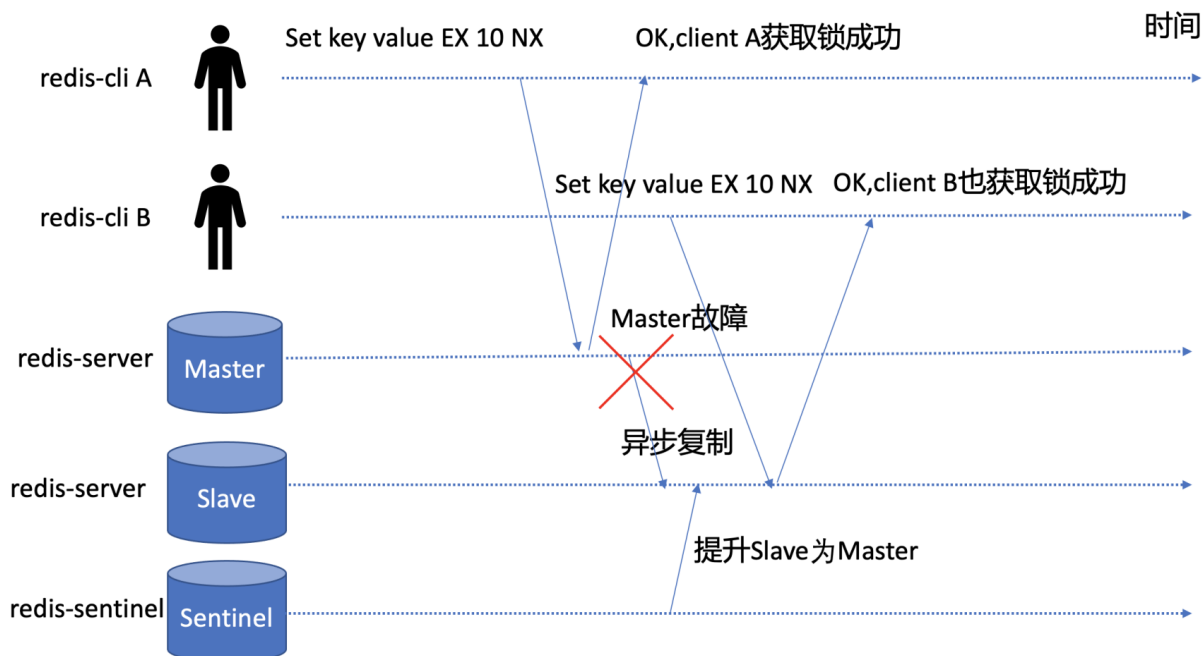 时间
Set key value EX 10 NX
OK,client A获取锁成功
redis-cli A
Set key value EX 10 NX
OK,client B也获取锁成功
redis-cli B
Master故障
redis-server
Master
异步复制
redis-server
Slave
提升Slave为Master
redis-sentinel
Sentinel